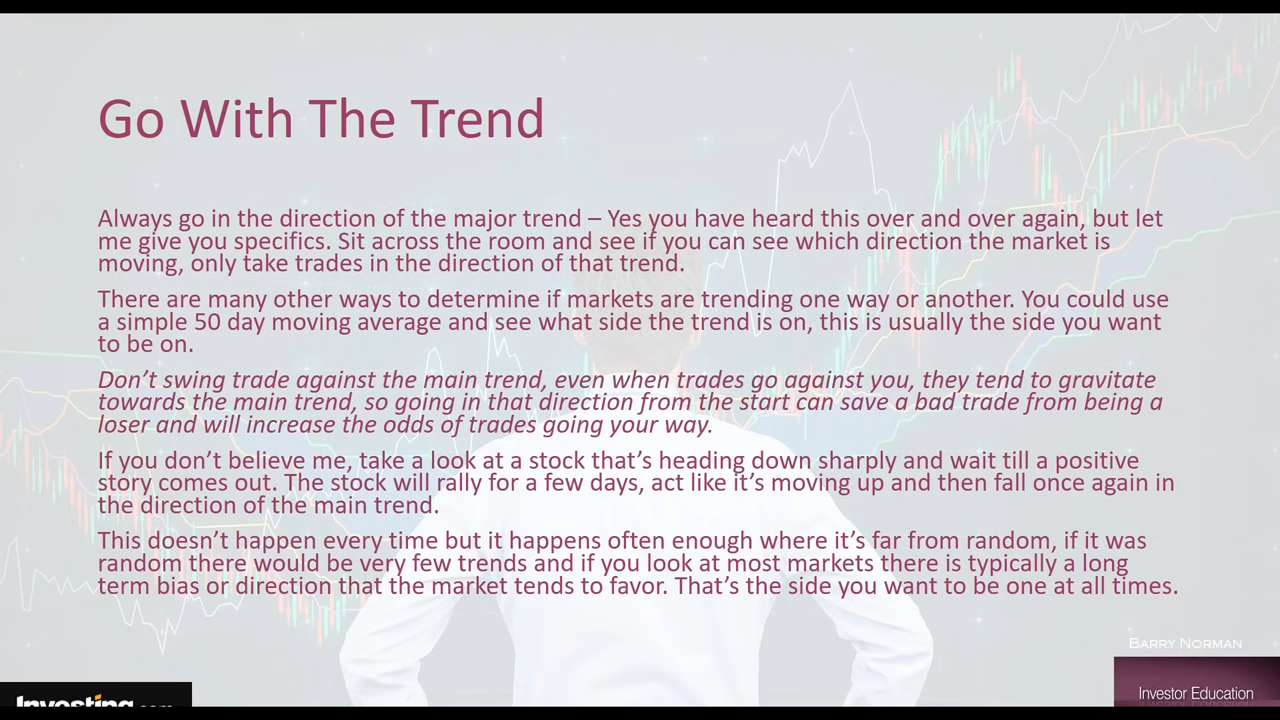 Go With The Trend
Always go in the direction of the major trend – Yes you have heard this over and over again, but let
me give you specifics. Sit across the room and see if you can see which direction the market is
moving, only take trades in the direction of that trend.
There are many other ways to determine if markets are trending one way or another. You could use
a simple 50 day moving average and see what side the trend is on, this is usually the side you want
to be on.
Don’t swing trade against the main trend, even when trades go against you, they tend to gravitate
towards the main trend, so going in that direction from the start can save a bad trade from being a
loser and will increase the odds of trades going your way.
If you don’t believe me, take a look at a stock that’s heading down sharply and wait till a positive
story comes out. The stock will rally for a few days, act like it’s moving up and then fall once again in
the direction of the main trend.
This doesn’t happen every time but it happens often enough where it’s far from random, if it was
random there would be very few trends and if you look at most markets there is typically a long
term bias or direction that the market tends to favor. That’s the side you want to be one at all times.
Barry Norman
Investing.com
Investor Education